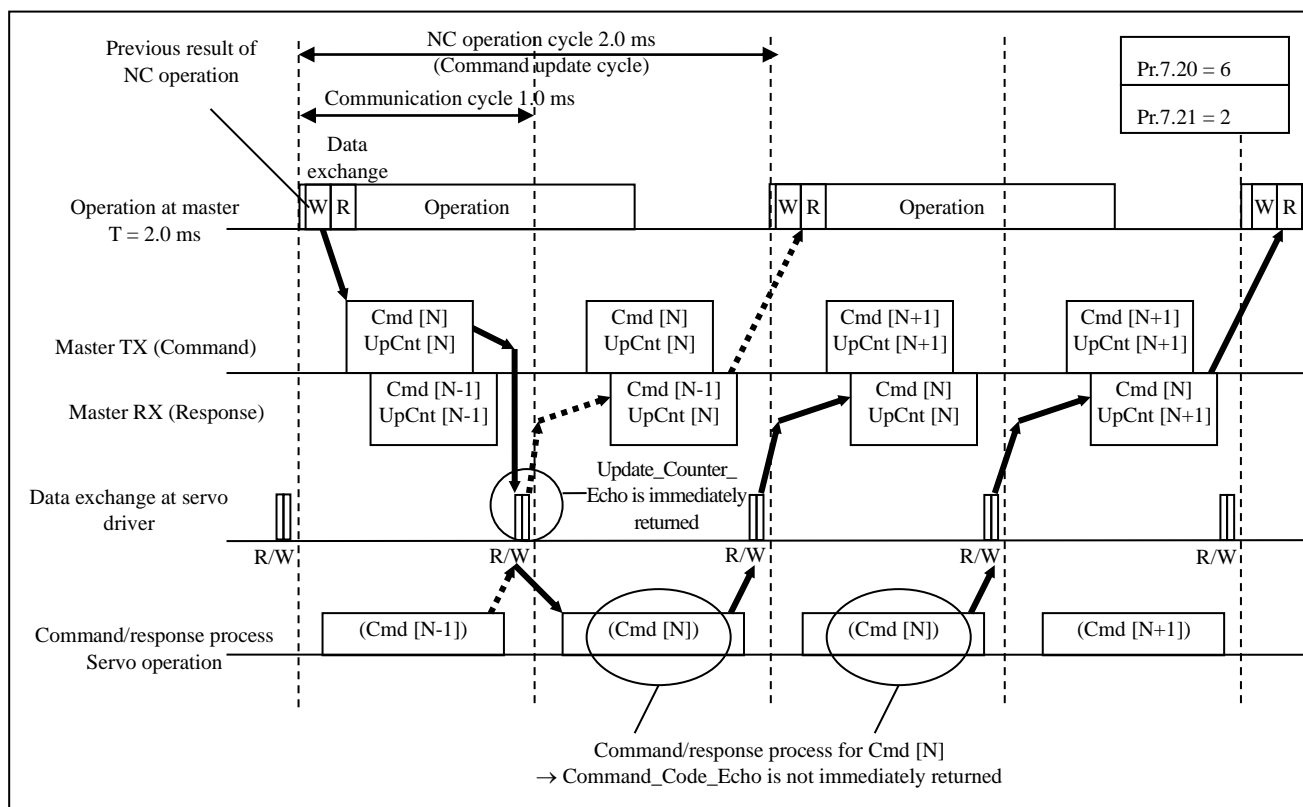 Previous result of
NC operation
NC operation cycle 2.0 ms
(Command update cycle)
Communication cycle 1.0 ms
Pr.7.20 = 6
Pr.7.21 = 2
Data
exchange
Operation at master
T = 2.0 ms
W R Operation
W R Operation
W R
Master TX (Command)
Cmd [N]
UpCnt [N]
Cmd [N]
UpCnt [N]
Cmd [N+1]
UpCnt [N+1]
Cmd [N+1]
UpCnt [N+1]
Master RX (Response)
Cmd [N-1]
UpCnt [N-1]
Cmd [N-1]
UpCnt [N]
Cmd [N]
UpCnt [N]
Cmd [N]
UpCnt [N+1]
Data exchange at servo
driver
Update_Counter_
Echo is immediately
returned
R/W
R/W
R/W
R/W
R/W
Command/response process
Servo operation
(Cmd [N-1])
(Cmd [N])
(Cmd [N])
(Cmd [N+1])
Command/response process for Cmd [N]
→ Command_Code_Echo is not immediately returned